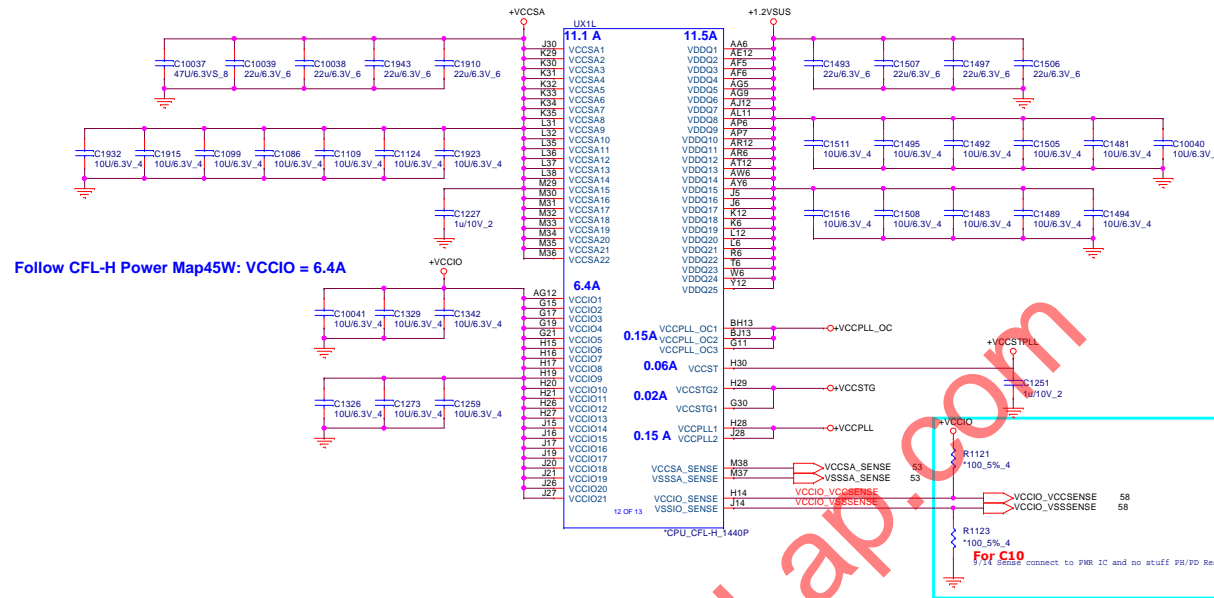 +VCCSA
+1.2VSUS
UX1L
11.1 A
11.5A
C10037
47U/6.3VS_8
C10039
22u/6.3V_6
C10038
22u/6.3V_6
C1943
22u/6.3V_6
C1910
22u/6.3V_6
C1932
10U/6.3V_4
C1915
10U/6.3V_4
C1099
10U/6.3V_4
C1086
10U/6.3V_4
C1109
10U/6.3V_4
C1124
10U/6.3V_4
C1923
10U/6.3V_4
C1227
1u/10V_2
J30 VCCSA1
K29 VCCSA2
K30 VCCSA3
K31 VCCSA4
K32 VCCSA5
K33 VCCSA6
K34 VCCSA7
K35 VCCSA8
L31 VCCSA9
L32 VCCSA10
L35 VCCSA11
L36 VCCSA12
L37 VCCSA13
L38 VCCSA14
M29 VCCSA15
M30 VCCSA16
M31 VCCSA17
M32 VCCSA18
M33 VCCSA19
M34 VCCSA20
M35 VCCSA21
M36 VCCSA22
VDDQ1 AA6
VDDQ2 AE12
VDDQ3 AF5
VDDQ4 AF6
VDDQ5 AG5
VDDQ6 AG9
VDDQ7 AJ12
VDDQ8 AL11
VDDQ9 AP6
VDDQ10 AP7
VDDQ11 AR12
VDDQ12 AR6
VDDQ13 AT12
VDDQ14 AW6
VDDQ15 AY6
VDDQ16 J5
VDDQ17 J6
VDDQ18 K12
VDDQ19 K6
VDDQ20 L12
VDDQ21 L6
VDDQ22 R6
VDDQ23 T6
VDDQ24 W6
VDDQ25 Y12
C1493
22u/6.3V_6
C1507
22u/6.3V_6
C1497
22u/6.3V_6
C1506
22u/6.3V_6
C1511
10U/6.3V_4
C1495
10U/6.3V_4
C1492
10U/6.3V_4
C1505
10U/6.3V_4
C1481
10U/6.3V_4
C10040
10U/6.3V_
C1516
10U/6.3V_4
C1508
10U/6.3V_4
C1483
10U/6.3V_4
C1489
10U/6.3V_4
C1494
10U/6.3V_4
Follow CFL-H Power Map45W: VCCIO = 6.4A
+VCCIO
6.4A
C10041
10U/6.3V_4
C1329
10U/6.3V_4
C1342
10U/6.3V_4
C1326
10U/6.3V_4
C1273
10U/6.3V_4
C1259
10U/6.3V_4
AG12 VCCIO1
G15 VCCIO2
G17 VCCIO3
G19 VCCIO4
G21 VCCIO5
H15 VCCIO6
H16 VCCIO7
H17 VCCIO8
H19 VCCIO9
H20 VCCIO10
H21 VCCIO11
H26 VCCIO12
H27 VCCIO13
J15 VCCIO14
J16 VCCIO15
J17 VCCIO16
J19 VCCIO17
J20 VCCIO18
J21 VCCIO19
J26 VCCIO20
J27 VCCIO21
0.15A
VCCPLL_OC1 BH13
VCCPLL_OC2 BJ13
VCCPLL_OC3 G11
+VCCPLL_OC
0.06A
VCCST H30
+VCCSTPLL
C1251
1u/10V_2
0.02A
VCCSTG2 H29
VCCSTG1 G30
+VCCSTG
0.15 A
VCCPLL1 H28
VCCPLL2 J28
+VCCPLL
VCCSA_SENSE M38
VSSSA_SENSE M37
VCCSA_SENSE 53
VSSSA_SENSE 53
VCCIO_SENSE H14
VSSIO_SENSE J14
VCCIO_VCCSENSE
VCCIO_VSSSENSE
+VCCIO
R1121
*100_5%_4
VCCIO_VCCSENSE 58
VCCIO_VSSSENSE 58
R1123
*100_5%_4
12 OF 13
*CPU_CFL-H_1440P
For C10
9/14 Sense connect to PWR IC and no stuff PH/PD Re
ap.com